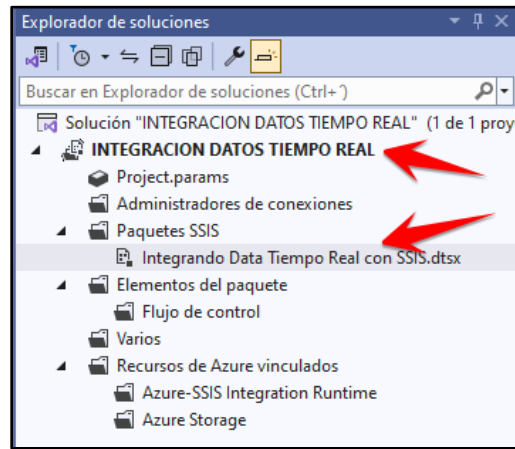 Explorador de soluciones
Buscar en Explorador de soluciones (Ctrl+´)
Solución "INTEGRACION DATOS TIEMPO REAL" (1 de 1 proy
INTEGRACION DATOS TIEMPO REAL
Project.params
Administradores de conexiones
Paquetes SSIS
Integrando Data Tiempo Real con SSIS.dtsx
Elementos del paquete
Flujo de control
Varios
Recursos de Azure vinculados
Azure-SSIS Integration Runtime
Azure Storage